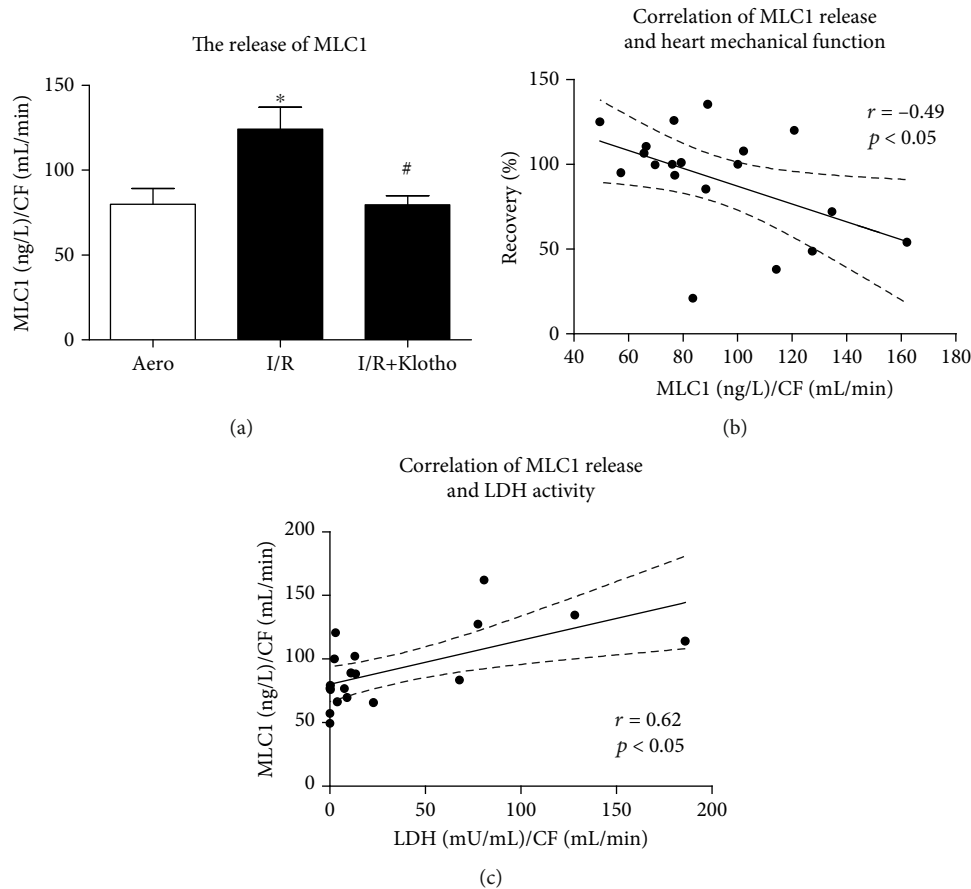 The release of MLC1
MLC1 (ng/L)/CF (mL/min)
150
100
50
0
*
#
Aero
I/R
I/R+Klotho
(a)
Correlation of MLC1 release
and heart mechanical function
Recovery (%)
150
100
50
0
r = –0.49
p < 0.05
40
60
80
100
120
140
160
180
MLC1 (ng/L)/CF (mL/min)
(b)
Correlation of MLC1 release
and LDH activity
MLC1 (ng/L)/CF (mL/min)
200
150
100
50
0
r = 0.62
p < 0.05
0
50
100
150
200
LDH (mU/mL)/CF (mL/min)
(c)